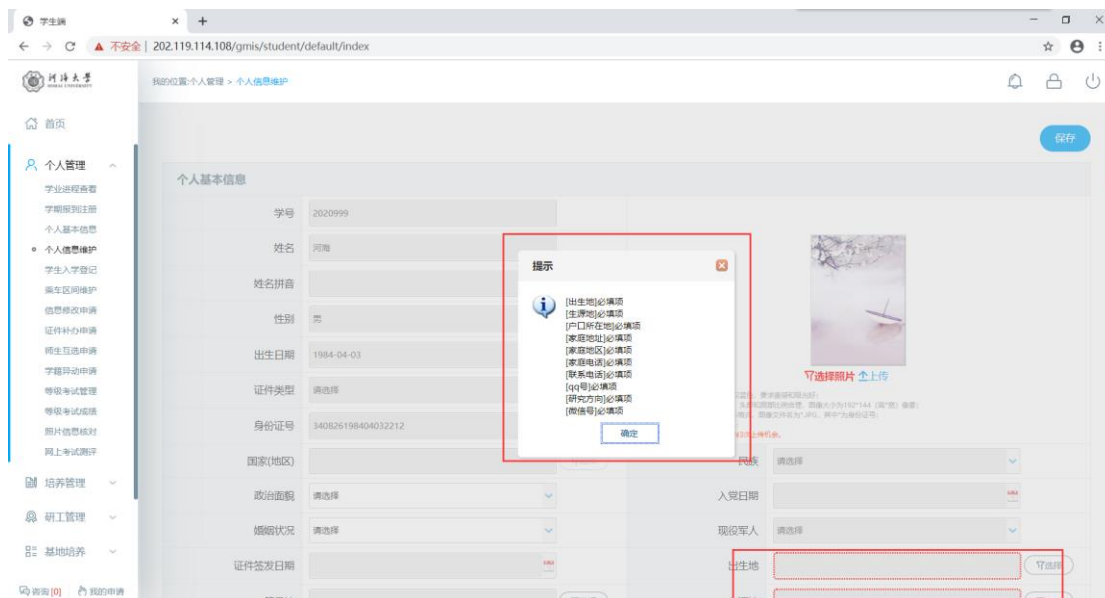 学生端
不安全 | 202.119.114.108/gmis/student/default/index
河海大学
HOHAI UNIVERSITY
我的位置:个人管理 > 个人信息维护
首页
保存
个人管理
学业进程查看
学期报到注册
个人基本信息
个人信息维护
学生入学登记
乘车区间维护
信息修改申请
证件补办申请
师生互选申请
学籍异动申请
等级考试管理
等级考试成绩
照片信息核对
网上考试测评
培养管理
研工管理
基地培养
咨询[0] 我的申请
个人基本信息
学号 2020999
姓名 河海
姓名拼音
性别 男
出生日期 1984-04-03
证件类型 请选择
身份证号 340826198404032212
国家(地区)
民族 请选择
政治面貌 请选择
入党日期
婚姻状况 请选择
现役军人 请选择
证件签发日期
出生地 选择
选择照片 上传
提示
[出生地]必填项
[生源地]必填项
[户口所在地]必填项
[家庭地址]必填项
[家庭地区]必填项
[家庭电话]必填项
[联系电话]必填项
[qq号]必填项
[研究方向]必填项
[微信号]必填项
确定